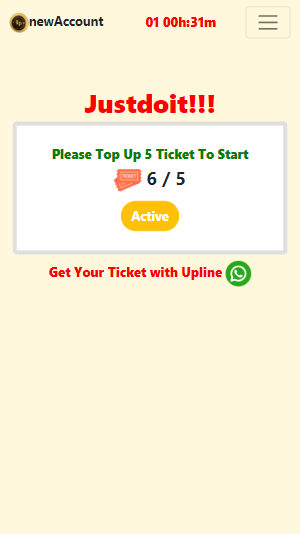 newAccount
01 00h:31m
Justdoit!!!
Please Top Up 5 Ticket To Start
TICKET
6 / 5
Active
Get Your Ticket with Upline